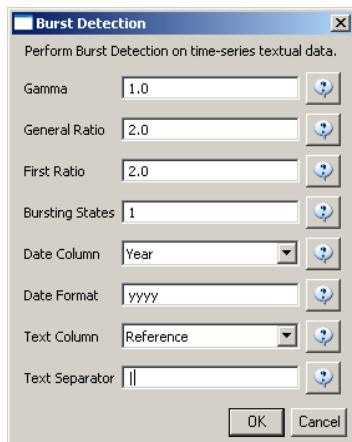 Burst Detection
Perform Burst Detection on time-series textual data.
Gamma 1.0
General Ratio 2.0
First Ratio 2.0
Bursting States 1
Date Column Year
Date Format yyyy
Text Column Reference
Text Separator |
OK Cancel